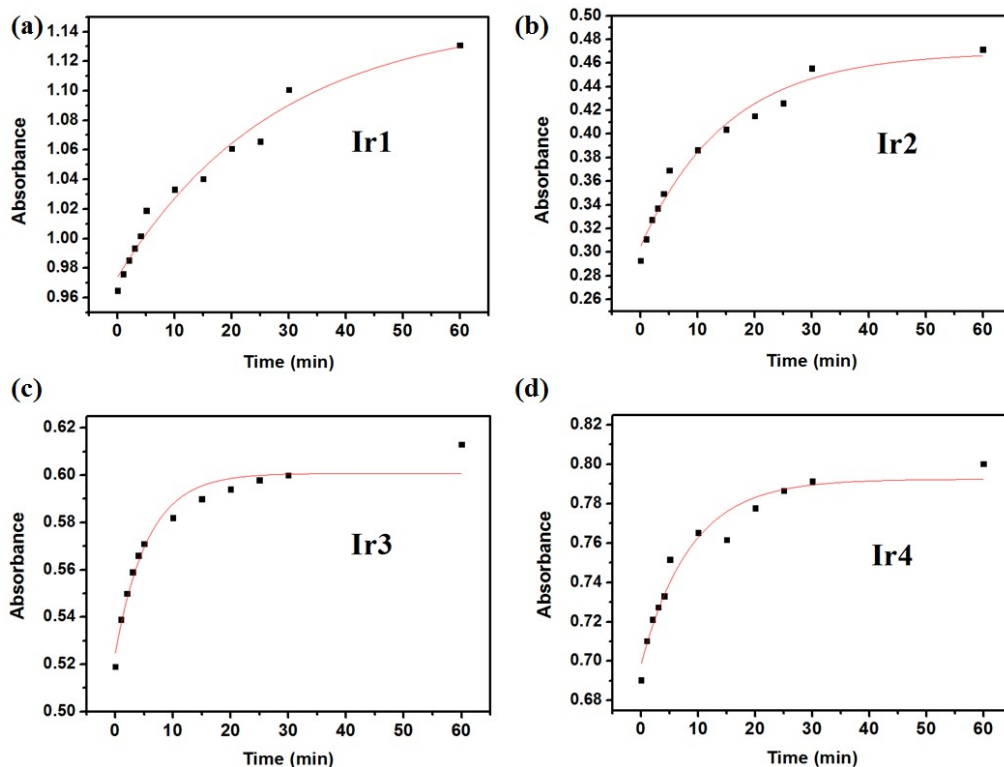 (a)
1.14
1.12
1.10
1.08
1.06
1.04
1.02
1.00
0.98
0.96
Absorbance
Ir1
0 10 20 30 40 50 60
Time (min)
(b)
0.50
0.48
0.46
0.44
0.42
0.40
0.38
0.36
0.34
0.32
0.30
0.28
0.26
Absorbance
Ir2
0 10 20 30 40 50 60
Time (min)
(c)
0.62
0.60
0.58
0.56
0.54
0.52
0.50
Absorbance
Ir3
0 10 20 30 40 50 60
Time (min)
(d)
0.82
0.80
0.78
0.76
0.74
0.72
0.70
0.68
Absorbance
Ir4
0 10 20 30 40 50 60
Time (min)